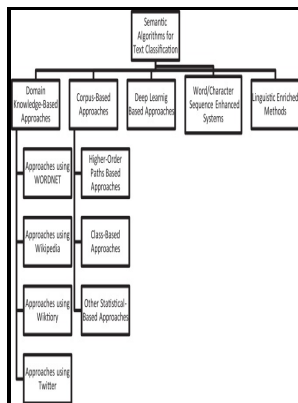 Semantic
Algorithms for
Text Classification
Domain
Knowledge-Based
Approaches
Corpus-Based
Approaches
Deep Learnig
Based Approaches
Word/Character
Sequence Enhanced
Systems
Linguistic Enriched
Methods
Approaches using
WORDNET
Higher-Order
Paths Based
Approaches
Approaches using
Wikipedia
Class-Based
Approaches
Approaches using
Wiktiory
Other Statistical-
Based Approaches
Approaches using
Twitter